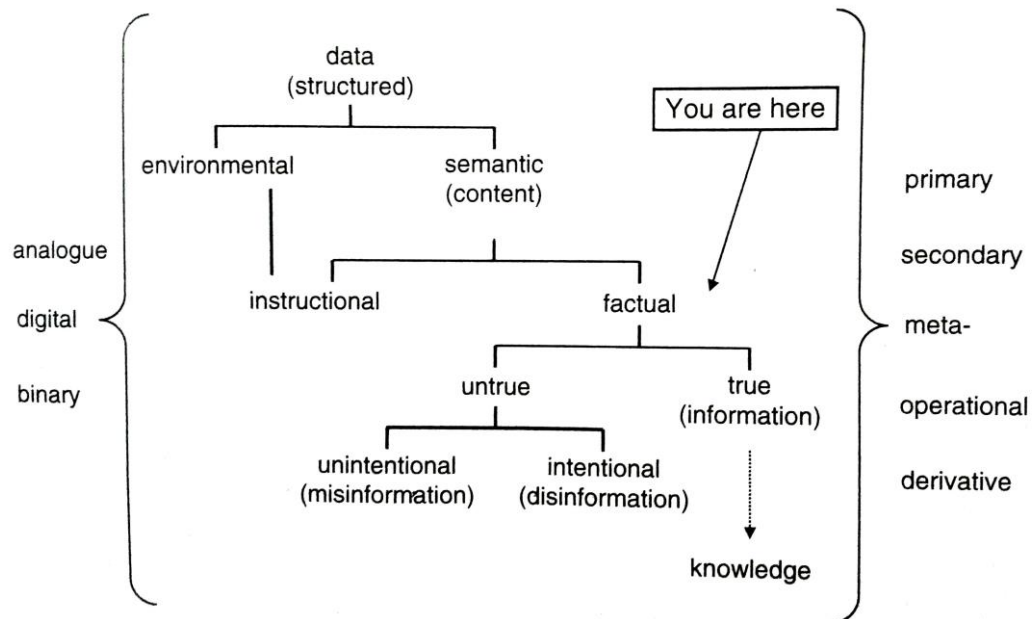 data
(structured)
You are here
environmental
semantic
(content)
primary
analogue
secondary
instructional
factual
digital
meta-
untrue
true
(information)
binary
operational
unintentional
(misinformation)
intentional
(disinformation)
derivative
knowledge